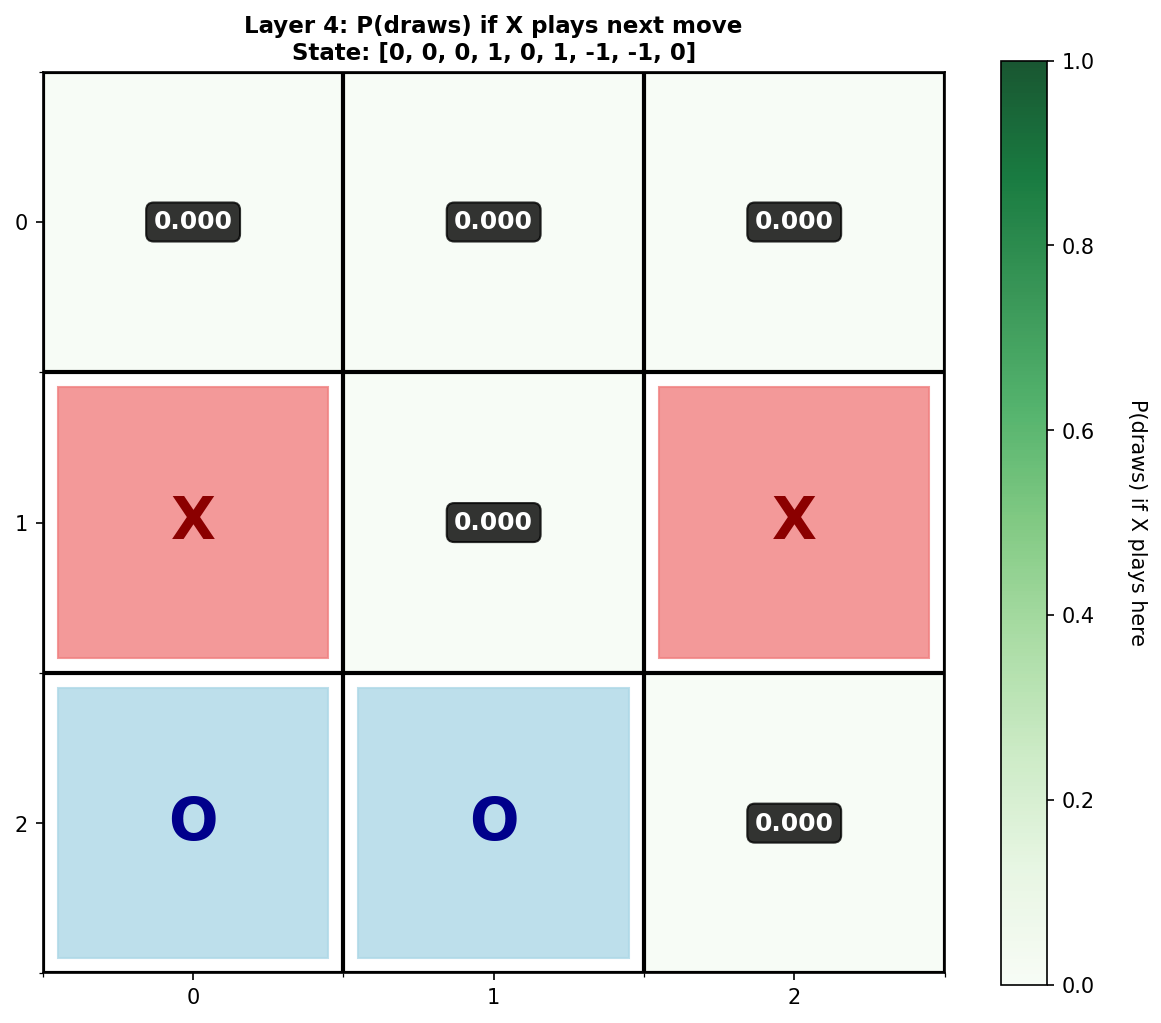 Layer 4: P(draws) if X plays next move
State: [0, 0, 0, 1, 0, 1, -1, -1, 0]
0
0.000
0.000
0.000
1
X
0.000
X
2
O
O
0.000
0
1
2
1.0
0.8
0.6
0.4
0.2
0.0
P(draws) if X plays here